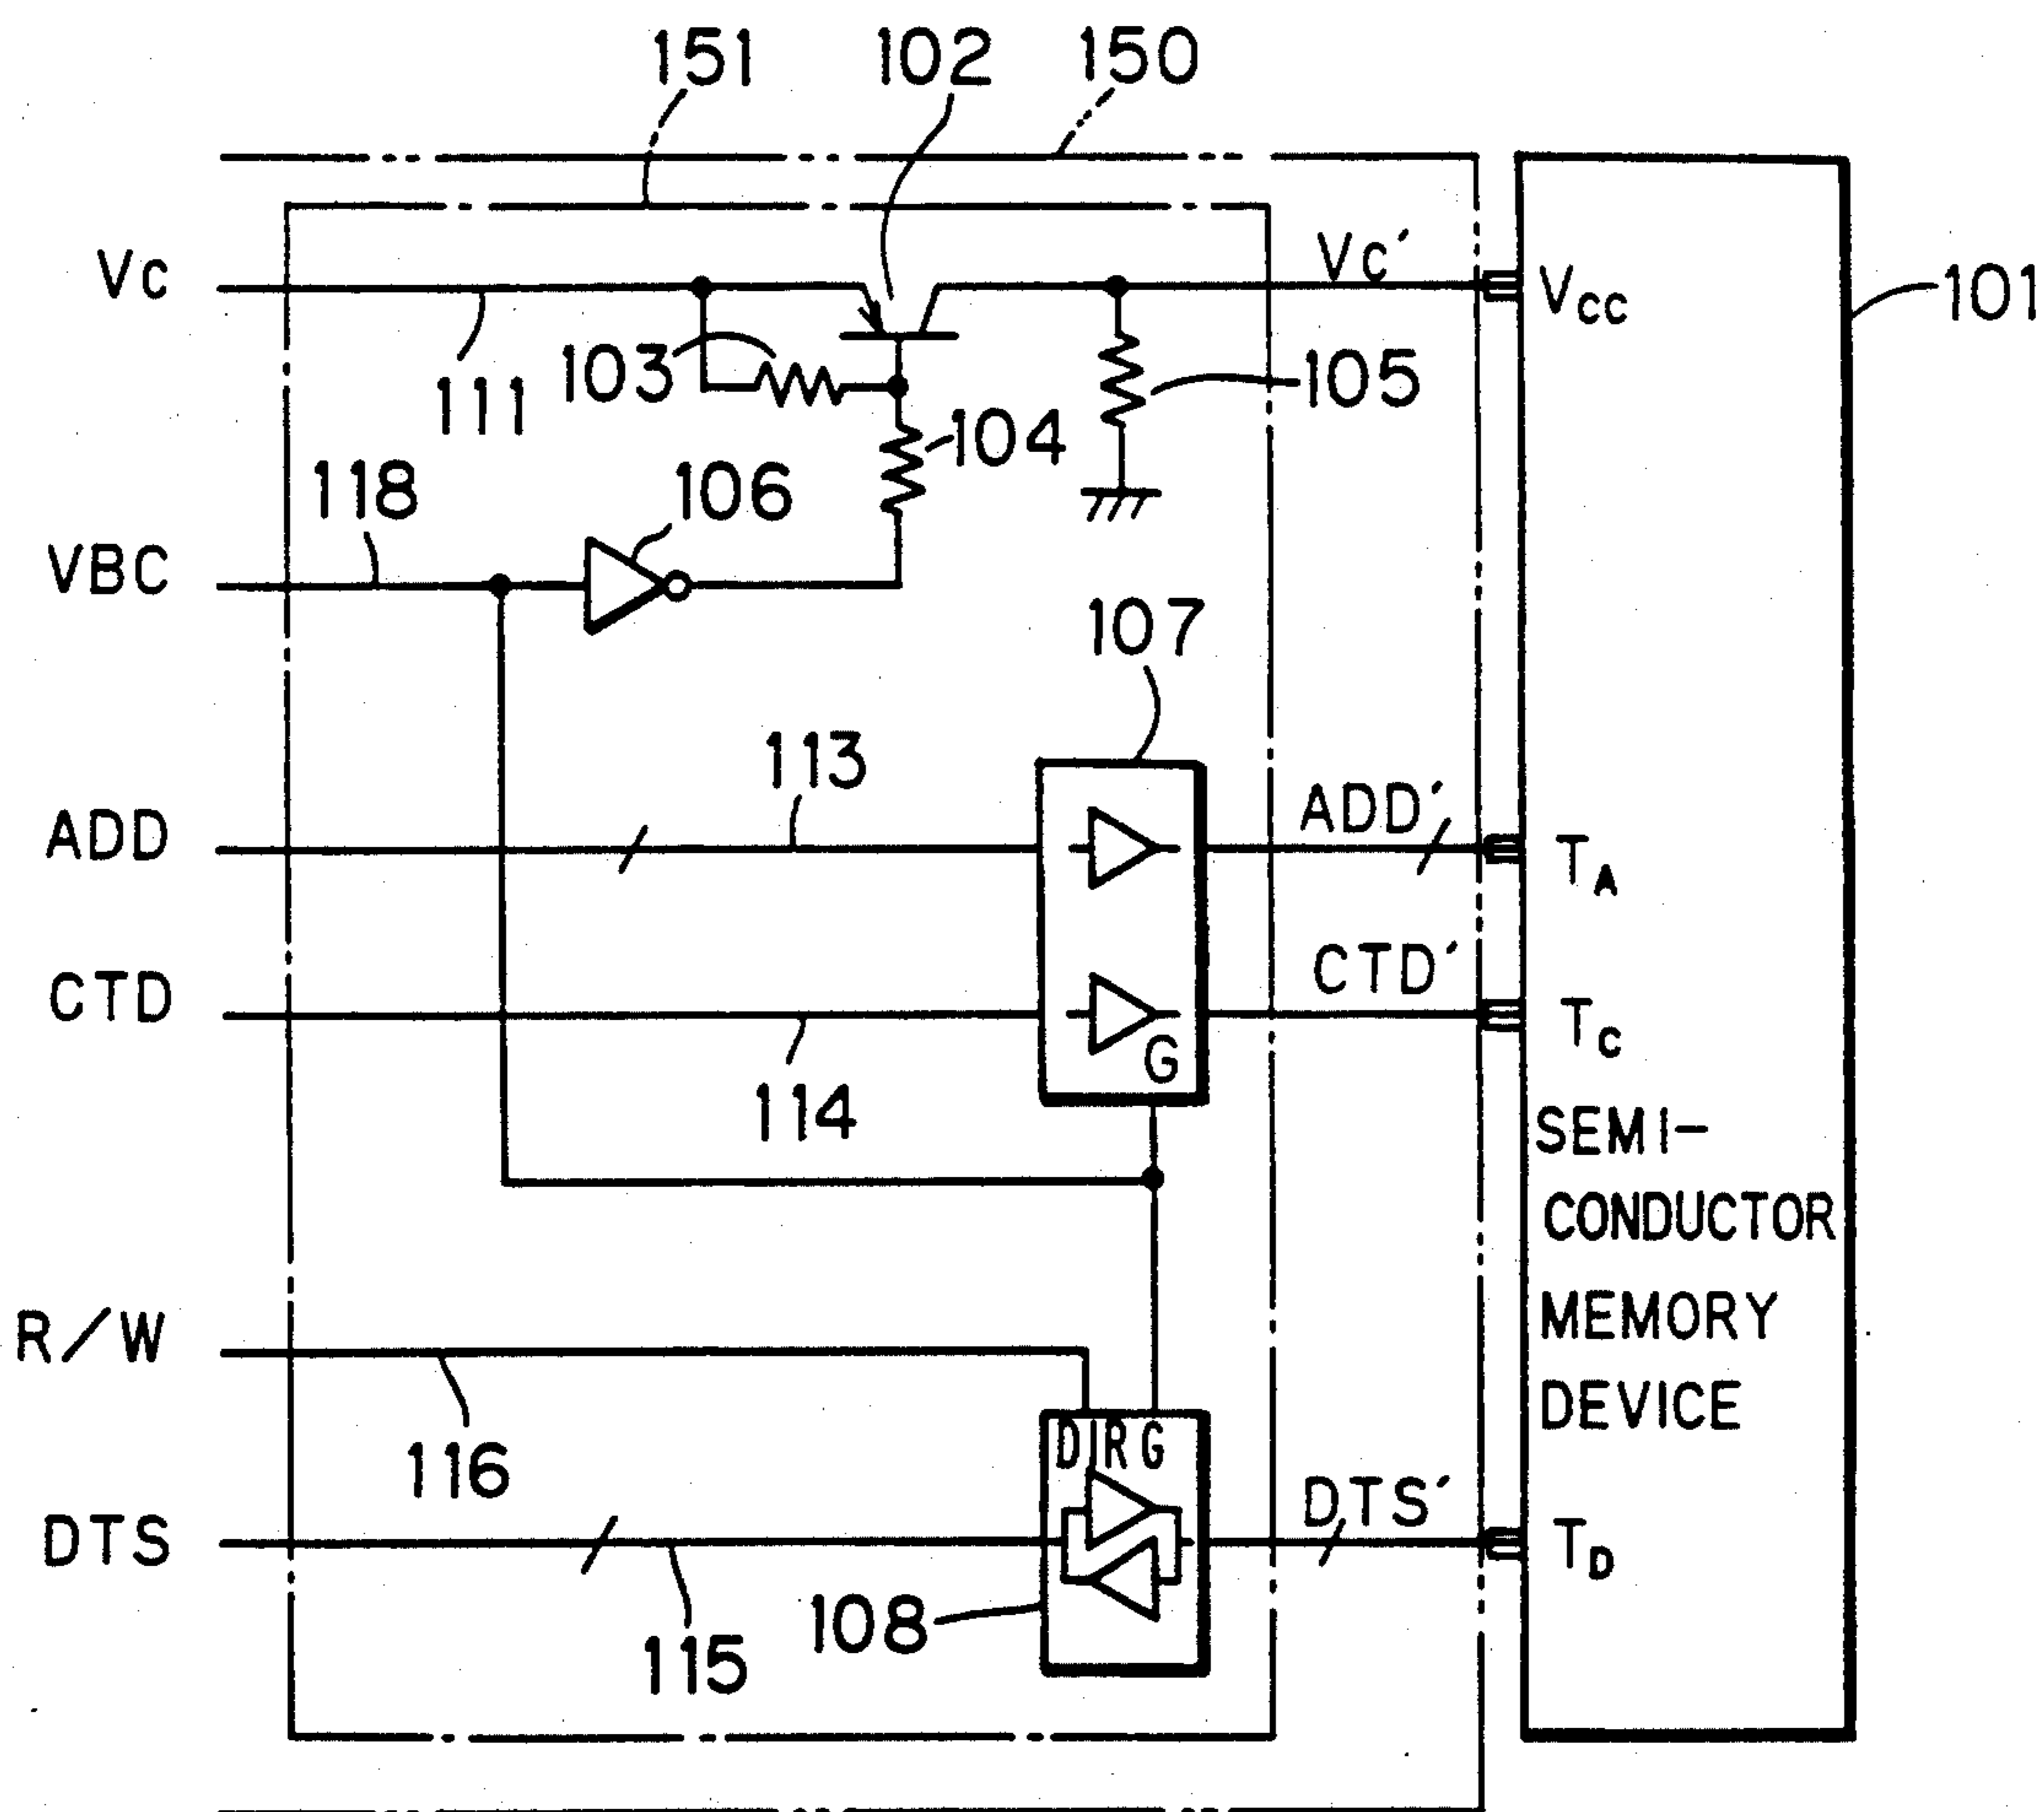 151 102 150
Vc Vc´ VCC 101
111 103 105
104
118 106
VBC
107
113
ADD ADD´ TA
CTD CTD´ TC
G
114
SEMI-
CONDUCTOR
MEMORY
DEVICE
R/W
116
DIR G
DTS DTS´ TD
108
115